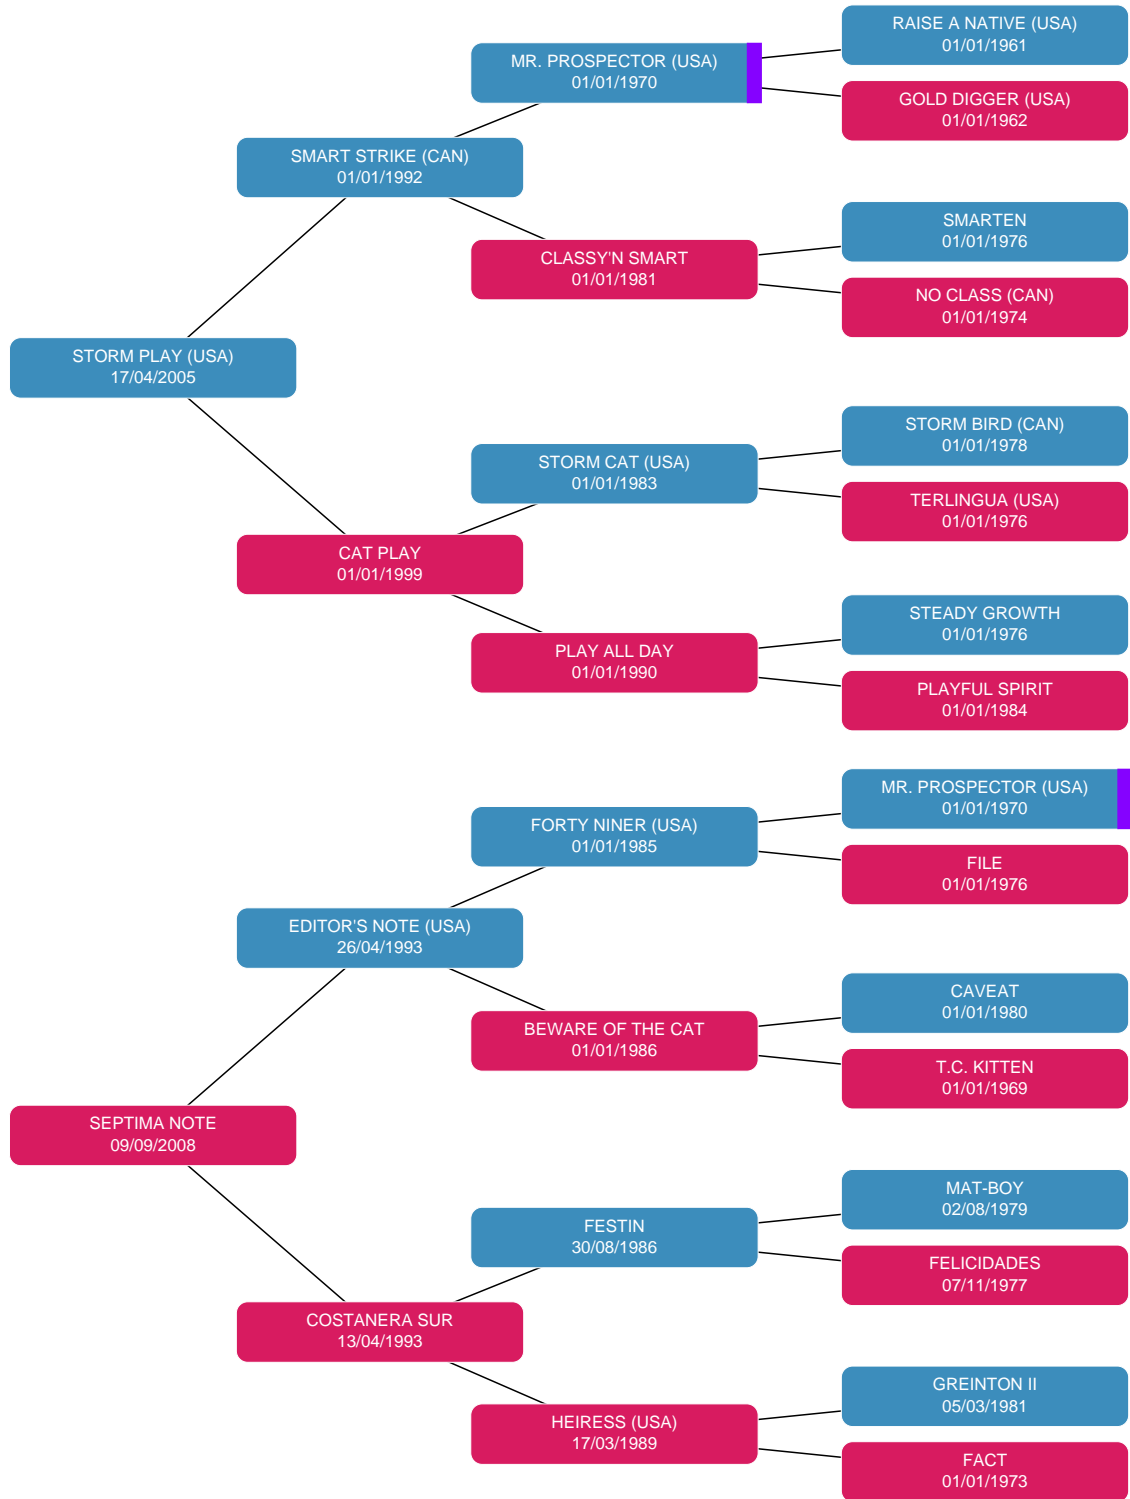 RAISE A NATIVE (USA)
01/01/1961
MR. PROSPECTOR (USA)
01/01/1970
GOLD DIGGER (USA)
01/01/1962
SMART STRIKE (CAN)
01/01/1992
SMARTEN
01/01/1976
CLASSY'N SMART
01/01/1981
NO CLASS (CAN)
01/01/1974
STORM PLAY (USA)
17/04/2005
STORM BIRD (CAN)
01/01/1978
STORM CAT (USA)
01/01/1983
TERLINGUA (USA)
01/01/1976
CAT PLAY
01/01/1999
STEADY GROWTH
01/01/1976
PLAY ALL DAY
01/01/1990
PLAYFUL SPIRIT
01/01/1984
MR. PROSPECTOR (USA)
01/01/1970
FORTY NINER (USA)
01/01/1985
FILE
01/01/1976
EDITOR'S NOTE (USA)
26/04/1993
CAVEAT
01/01/1980
BEWARE OF THE CAT
01/01/1986
T.C. KITTEN
01/01/1969
SEPTIMA NOTE
09/09/2008
MAT-BOY
02/08/1979
FESTIN
30/08/1986
FELICIDADES
07/11/1977
COSTANERA SUR
13/04/1993
GREINTON II
05/03/1981
HEIRESS (USA)
17/03/1989
FACT
01/01/1973